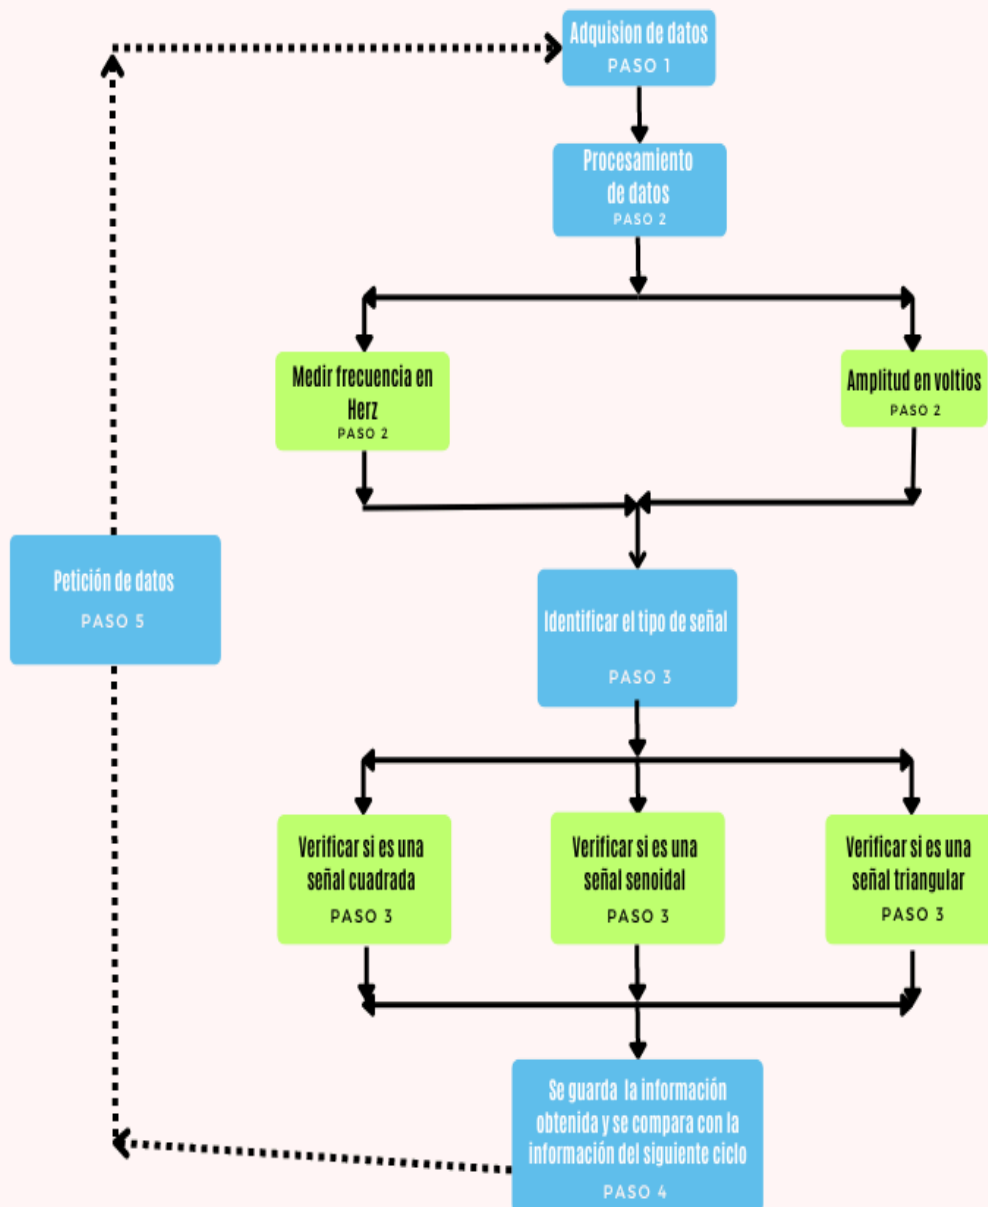 Adquision de datos
PASO 1
Procesamiento
de datos
PASO 2
Medir frecuencia en
Herz
PASO 2
Amplitud en voltios
PASO 2
Petición de datos
PASO 5
Identificar el tipo de señal
PASO 3
Verificar si es una
señal cuadrada
PASO 3
Verificar si es una
señal senoidal
PASO 3
Verificar si es una
señal triangular
PASO 3
Se guarda la información
obtenida y se compara con la
información del siguiente ciclo
PASO 4